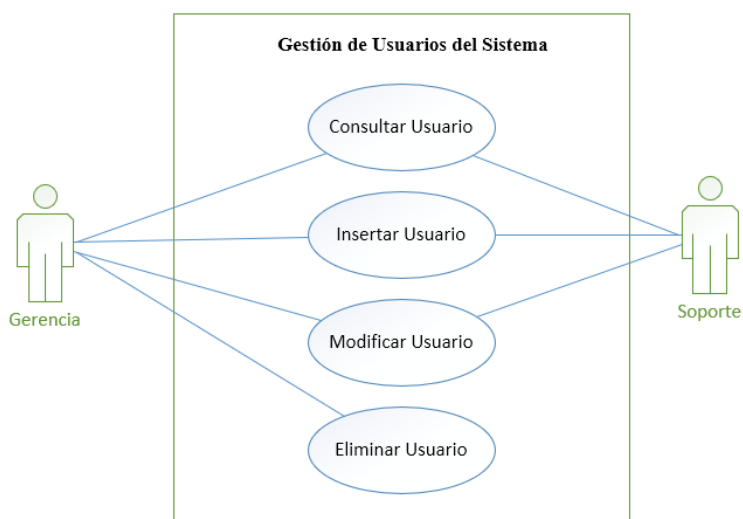 Gestión de Usuarios del Sistema
Consultar Usuario
Insertar Usuario
Modificar Usuario
Eliminar Usuario
Gerencia
Soporte